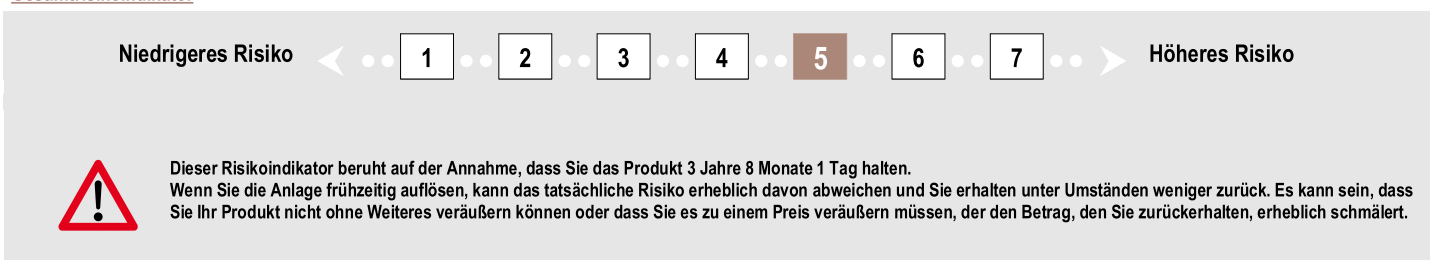 Niedrigeres Risiko 1 2 3 4 5 6 7 Höheres Risiko
Dieser Risikoindikator beruht auf der Annahme, dass Sie das Produkt 3 Jahre 8 Monate 1 Tag halten.
Wenn Sie die Anlage frühzeitig auflösen, kann das tatsächliche Risiko erheblich davon abweichen und Sie erhalten unter Umständen weniger zurück. Es kann sein, dass
Sie Ihr Produkt nicht ohne Weiteres veräußern können oder dass Sie es zu einem Preis veräußern müssen, der den Betrag, den Sie zurückerhalten, erheblich schmälert.